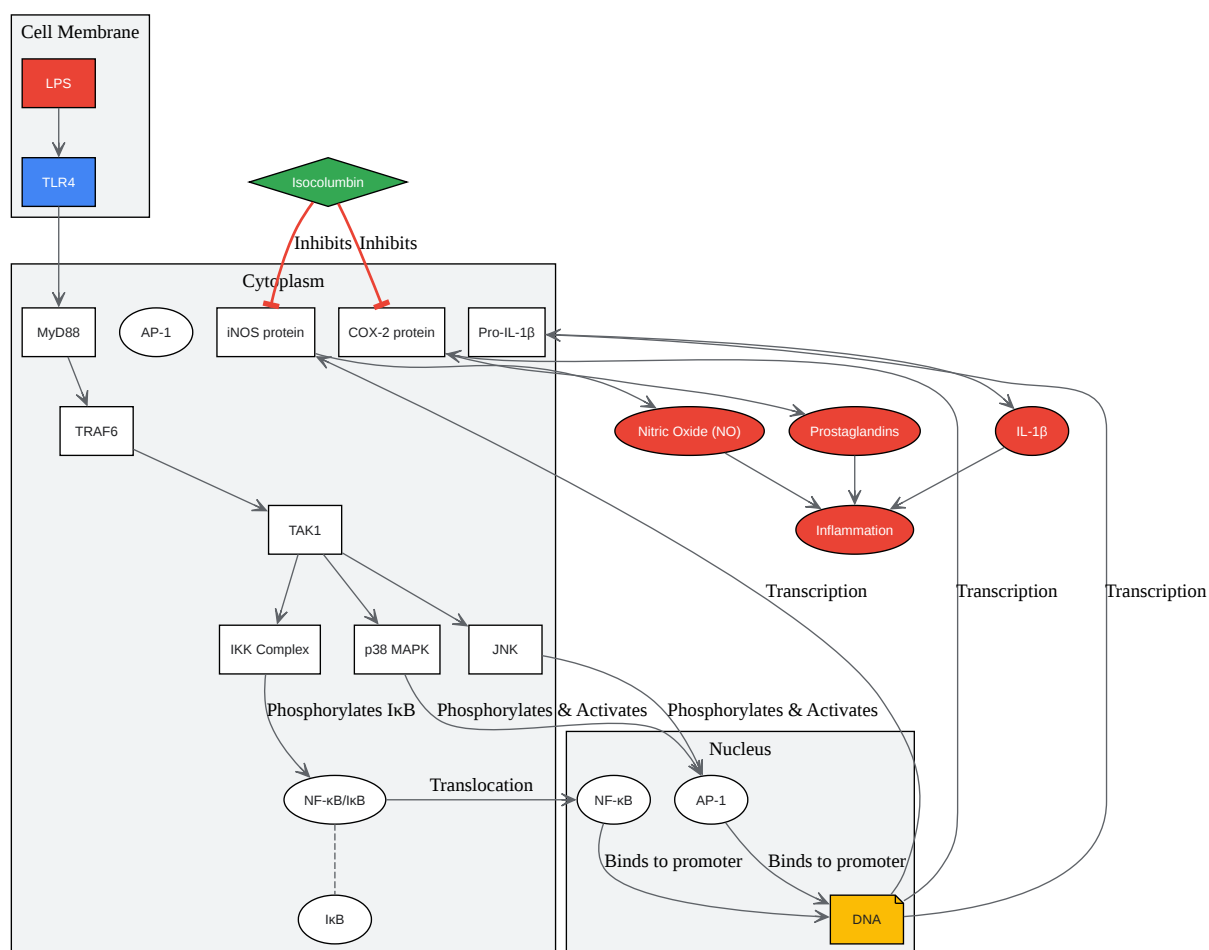 Cell Membrane
LPS
TLR4
Isocolumbin
Inhibits
Inhibits
Cytoplasm
MyD88
AP-1
iNOS protein
COX-2 protein
Pro-IL-1β
TRAF6
Nitric Oxide (NO)
Prostaglandins
IL-1β
TAK1
Inflammation
Transcription
Transcription
Transcription
IKK Complex
p38 MAPK
JNK
Phosphorylates IκB
Phosphorylates & Activates
Phosphorylates & Activates
Nucleus
Translocation
NF-κB/IκB
NF-κB
AP-1
Binds to promoter
Binds to promoter
IκB
DNA